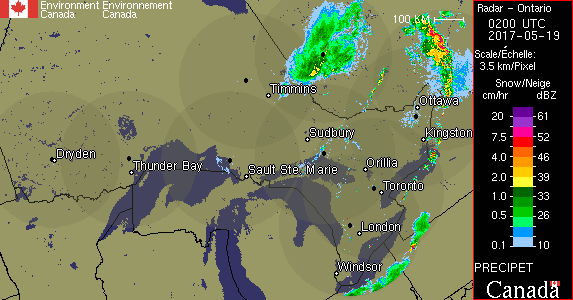 Environment Environnement
Canada Canada
100 KM
Timmins
Ottawa
Sudbury
Kingston
Dryden
Thunder Bay
Sault Ste. Marie
Orillia
Toronto
London
Windsor
Radar - Ontario
0200 UTC
2017-05-19
Scale/Échelle:
3.5 km/Pixel
Snow/Neige
cm/hr dBZ
20 61
7.5 52
4.0 46
2.0 39
1.0 33
0.5 26
0.1 10
PRECIPET
Canada